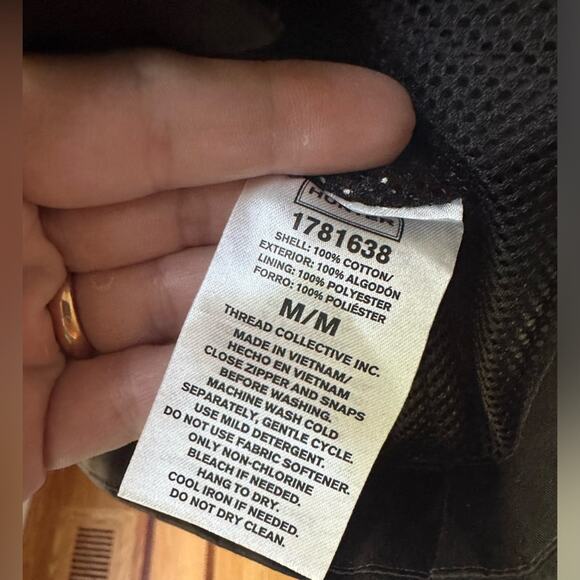 HUNTER
1781638
SHELL: 100% COTTON/
EXTERIOR: 100% ALGODÓN
LINING: 100% POLYESTER
FORRO: 100% POLIÉSTER
M/M
THREAD COLLECTIVE INC.
MADE IN VIETNAM/
HECHO EN VIETNAM
CLOSE ZIPPER AND SNAPS
BEFORE WASHING.
MACHINE WASH COLD
SEPARATELY, GENTLE CYCLE.
USE MILD DETERGENT.
DO NOT USE FABRIC SOFTENER.
ONLY NON-CHLORINE
BLEACH IF NEEDED.
HANG TO DRY.
COOL IRON IF NEEDED.
DO NOT DRY CLEAN.